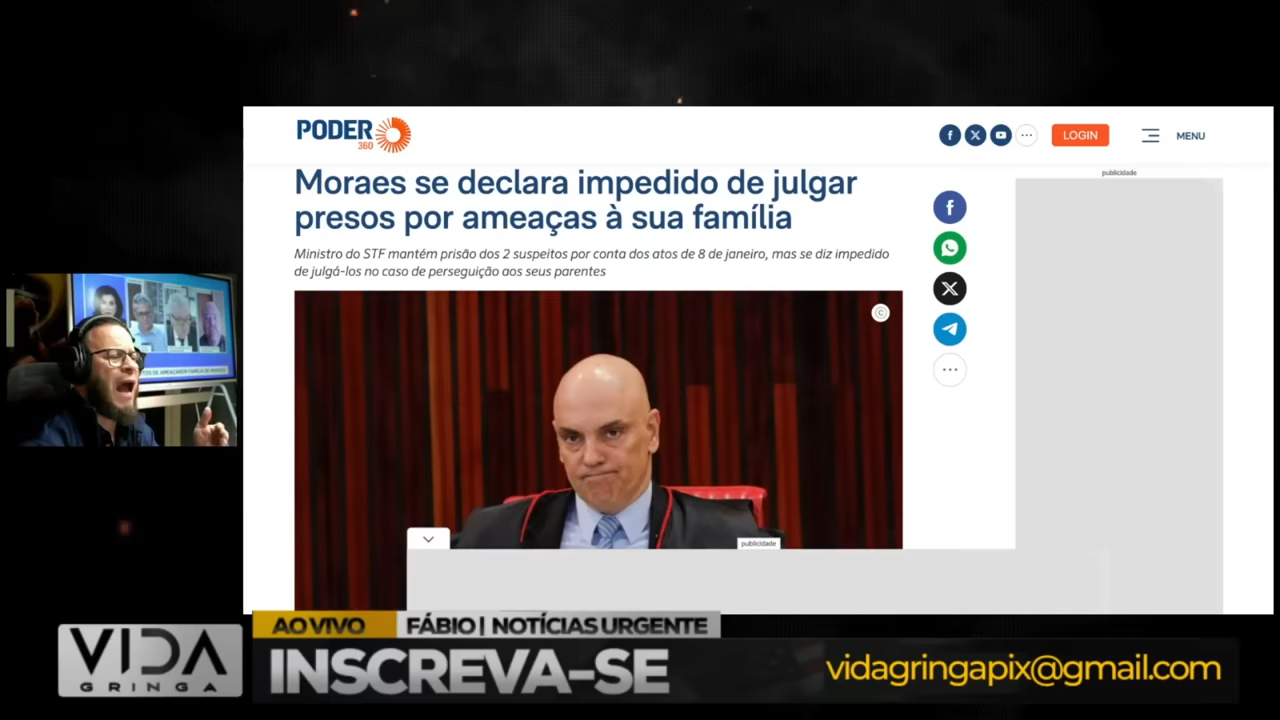 PODER
360
LOGIN
MENU
publicidade
Moraes se declara impedido de julgar
presos por ameaças à sua família
Ministro do STF mantém prisão dos 2 suspeitos por conta dos atos de 8 de janeiro, mas se diz impedido
de julgá-los no caso de perseguição aos seus parentes
publicidade
AO VIVO
FÁBIO | NOTÍCIAS URGENTE
VIDA
GRINGA
INSCREVA-SE
vidagringapix@gmail.com